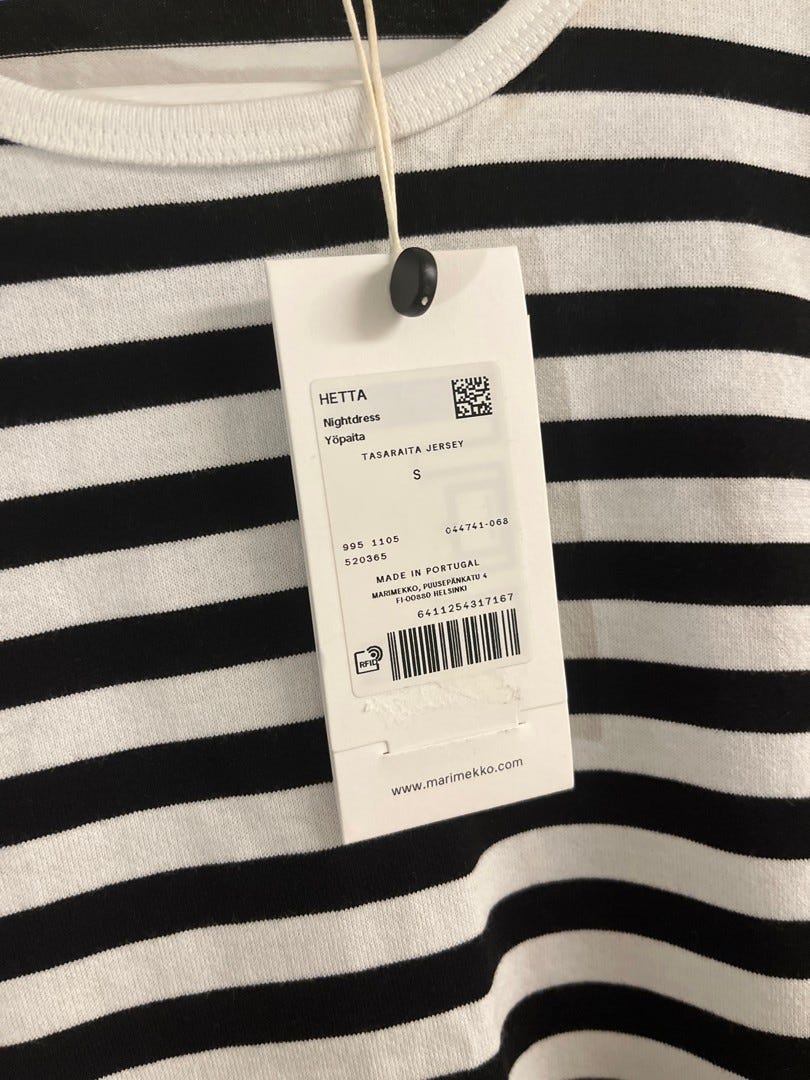 HETTA
Nightdress
Yöpaita
TASARAITA JERSEY
S
995 1105
044741-068
520365
MADE IN PORTUGAL
MARIMEKKO, PUUSEPÄNKATU 4
FI-00880 HELSINKI
6411254317167
RFID
www.marimekko.com